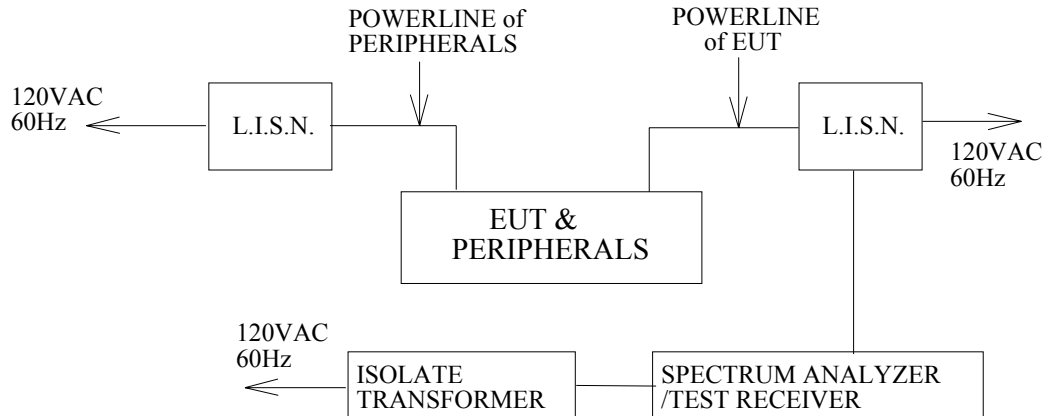 POWERLINE of
PERIPHERALS
POWERLINE
of EUT
120VAC
60Hz
L.I.S.N.
L.I.S.N.
120VAC
60Hz
EUT &
PERIPHERALS
120VAC
60Hz
ISOLATE
TRANSFORMER
SPECTRUM ANALYZER
/TEST RECEIVER